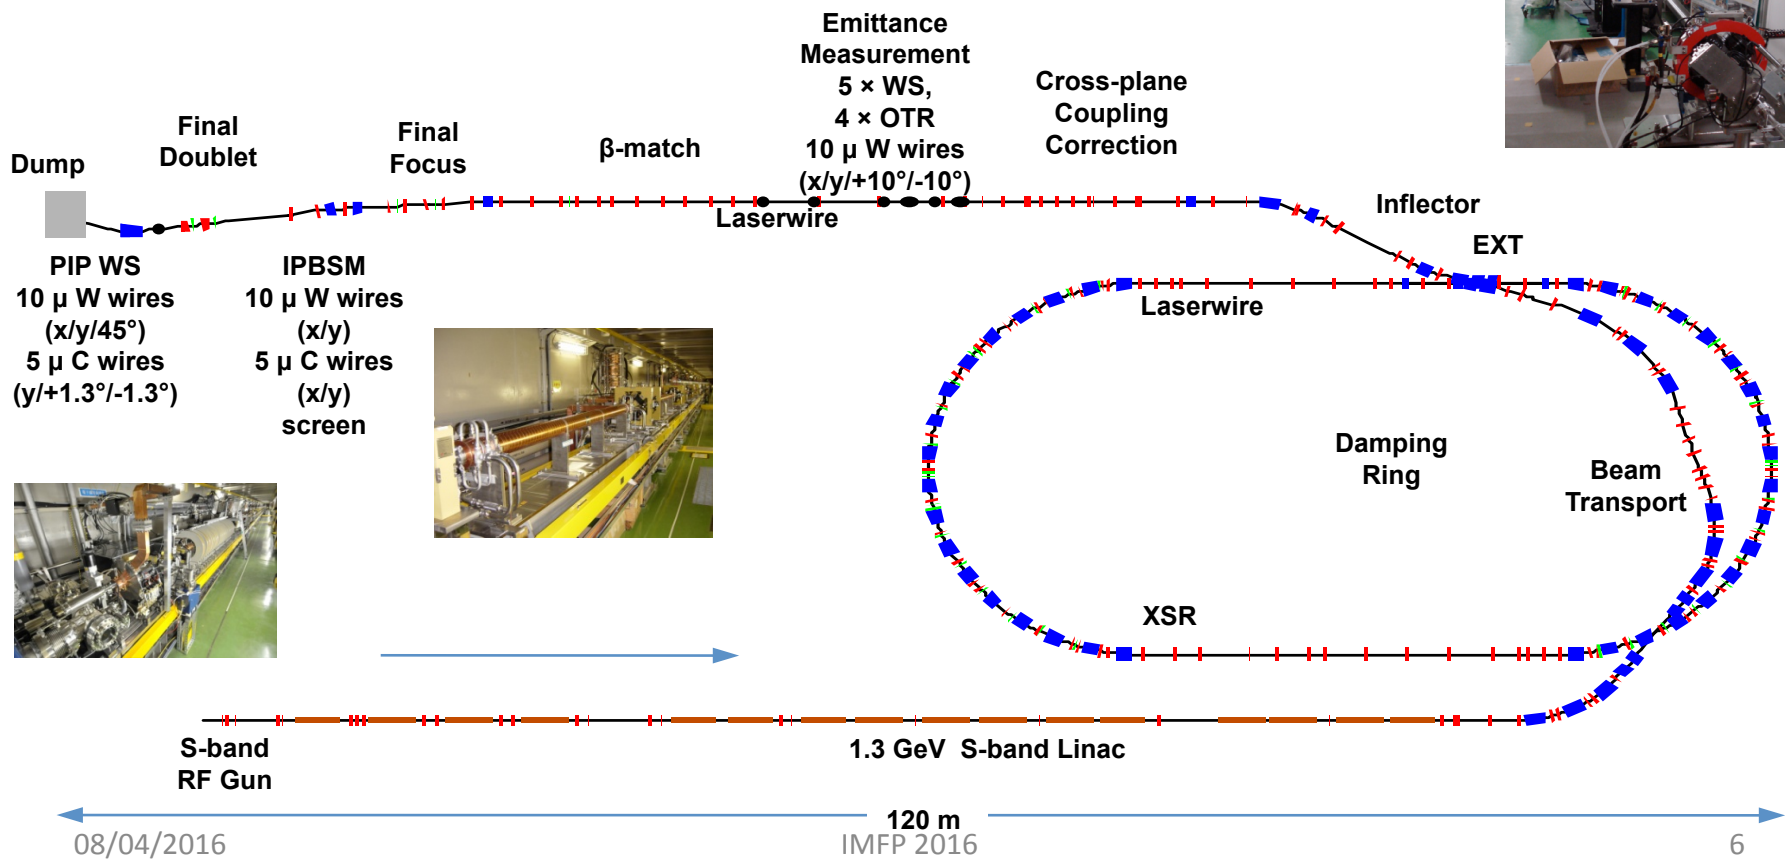 Emittance
Measurement
5 × WS,
4 × OTR
10 μ W wires
(x/y/+10°/-10°)
Cross-plane
Coupling
Correction
Final
Doublet
Final
Focus
β-match
Dump
Laserwire
Inflector
EXT
PIP WS
10 μ W wires
(x/y/45°)
5 μ C wires
(y/+1.3°/-1.3°)
IPBSM
10 μ W wires
(x/y)
5 μ C wires
(x/y)
screen
Laserwire
Damping
Ring
Beam
Transport
XSR
S-band
RF Gun
1.3 GeV  S-band Linac
120 m
08/04/2016
IMFP 2016
6